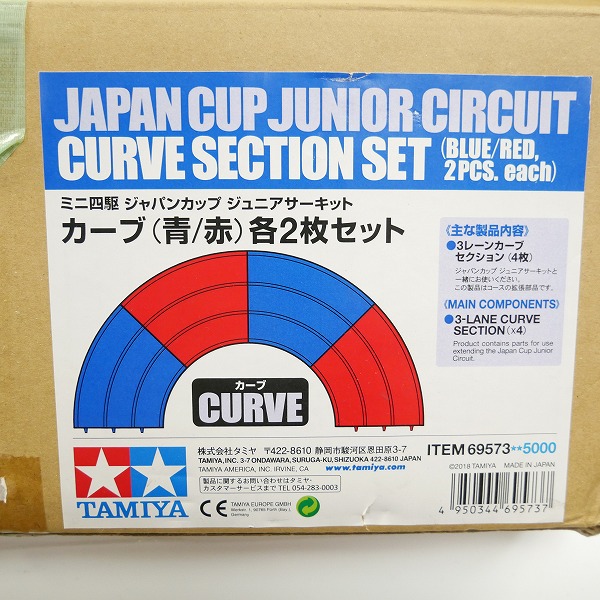 JAPAN CUP JUNIOR CIRCUIT
CURVE SECTION SET (BLUE/RED, 2PCS. each)
ミニ四駆 ジャパンカップ ジュニアサーキット
カーブ(青/赤)各2枚セット
《主な製品内容》
●3レーンカーブ
セクション(4枚)
ジャパンカップ ジュニアサーキットと
一緒にお使いください。
この製品はコースの拡張部品です。
《MAIN COMPONENTS》
●3-LANE CURVE
SECTION(×4)
Product contains parts for use
extending the Japan Cup Junior
Circuit.
カーブ
CURVE
TAMIYA
株式会社タミヤ 〒422-8610 静岡市駿河区恩田原3-7
TAMIYA, INC. 3-7 ONDAWARA, SURUGA-KU, SHIZUOKA 422-8610 JAPAN
TAMIYA AMERICA, INC. IRVINE, CA
www.tamiya.com
製品に関するお問い合わせはタミヤ・
カスタマーサービスまで TEL 054-283-0003
CE
TAMIYA EUROPE GMBH
Werker. 1, 90765 Fürth (Bay.),
Germany
ITEM 69573**5000
©2018 TAMIYA MADE IN JAPAN
4 950344 695737